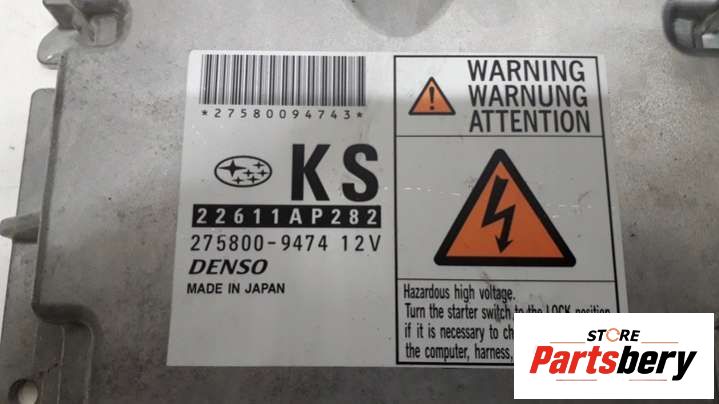 *27580094743*
KS
22611AP282
275800-9474 12V
DENSO
MADE IN JAPAN
WARNING
WARNUNG
ATTENTION
Hazardous high voltage.
Turn the starter switch to the LOCK position
if it is necessary to
the computer, harness,
STORE
Partsbery